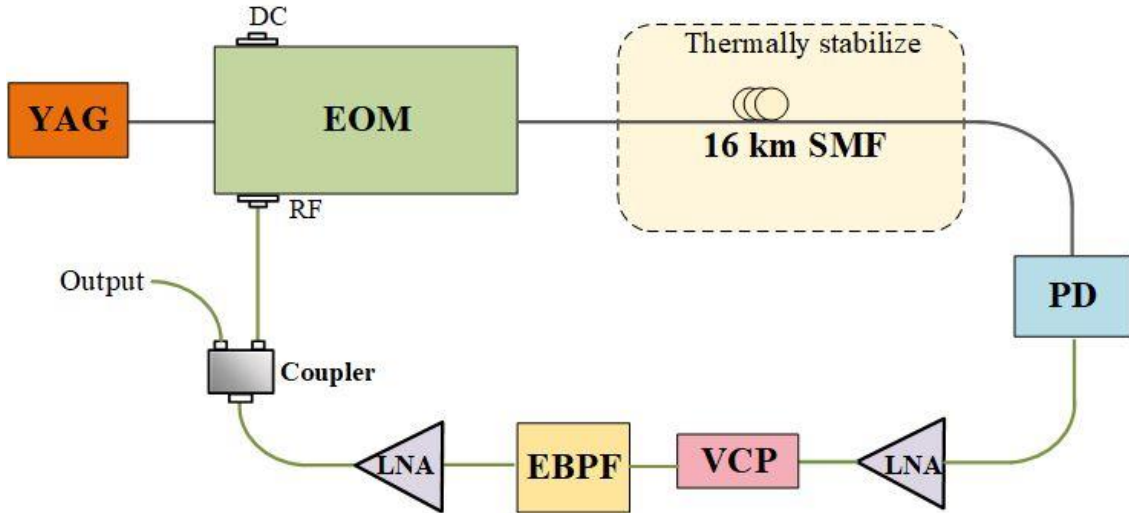 DC
Thermally stabilize
YAG
EOM
16 km SMF
RF
Output
PD
Coupler
LNA
EBPF
VCP
LNA